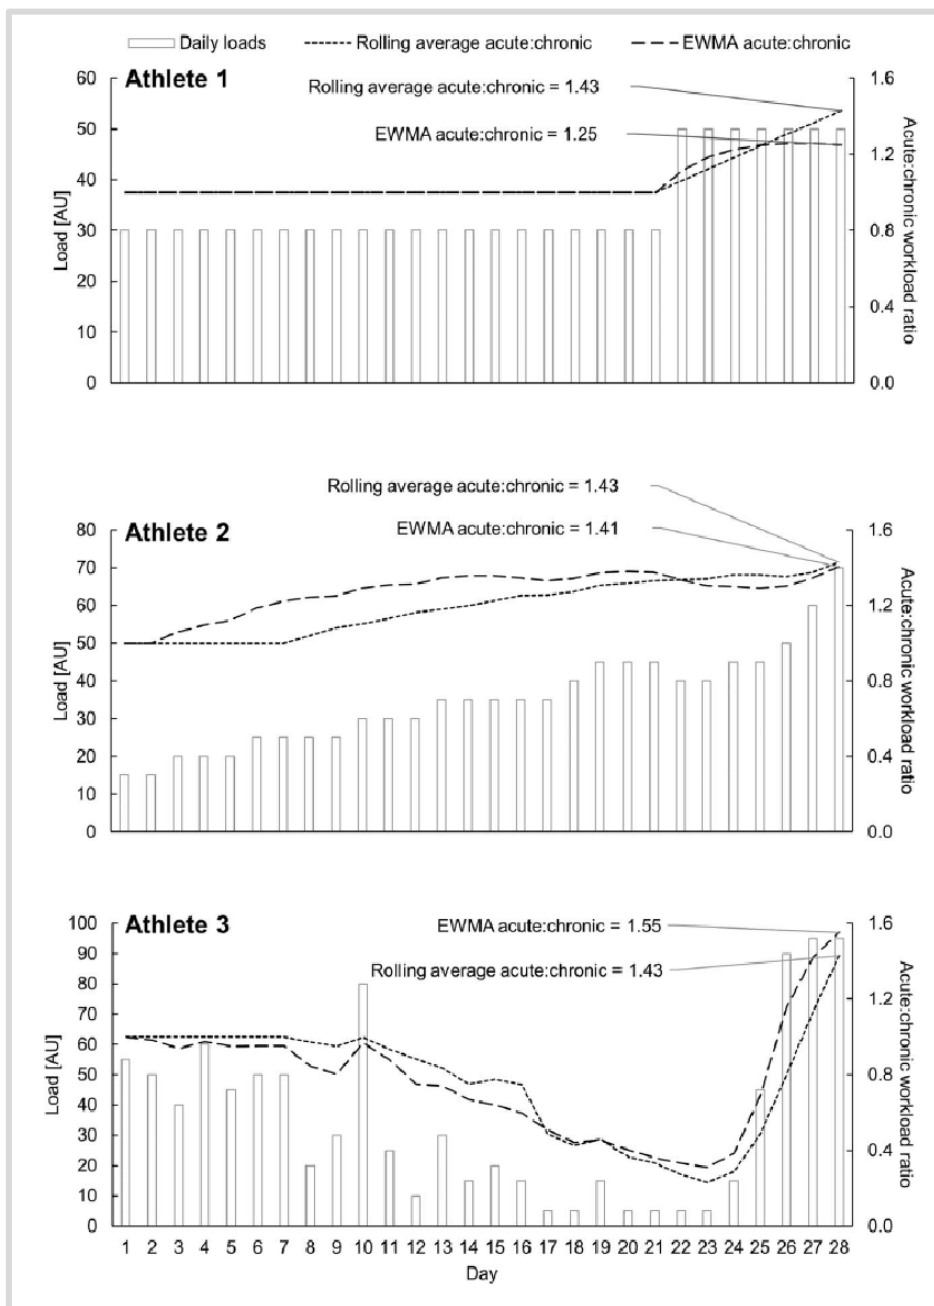 Daily loads Rolling average acute:chronic EWMA acute:chronic
Athlete 1
Rolling average acute:chronic = 1.43
EWMA acute:chronic = 1.25
Load [AU]
60
50
40
30
20
10
0
1.6
1.2
0.8
0.4
0.0
Acute:chronic workload ratio
Rolling average acute:chronic = 1.43
EWMA acute:chronic = 1.41
Athlete 2
Load [AU]
80
70
60
50
40
30
20
10
0
1.6
1.2
0.8
0.4
0.0
Acute:chronic workload ratio
Athlete 3
EWMA acute:chronic = 1.55
Rolling average acute:chronic = 1.43
Load [AU]
100
90
80
70
60
50
40
30
20
10
0
1.6
1.2
0.8
0.4
0.0
Acute:chronic workload ratio
1 2 3 4 5 6 7 8 9 10 11 12 13 14 15 16 17 18 19 20 21 22 23 24 25 26 27 28
Day